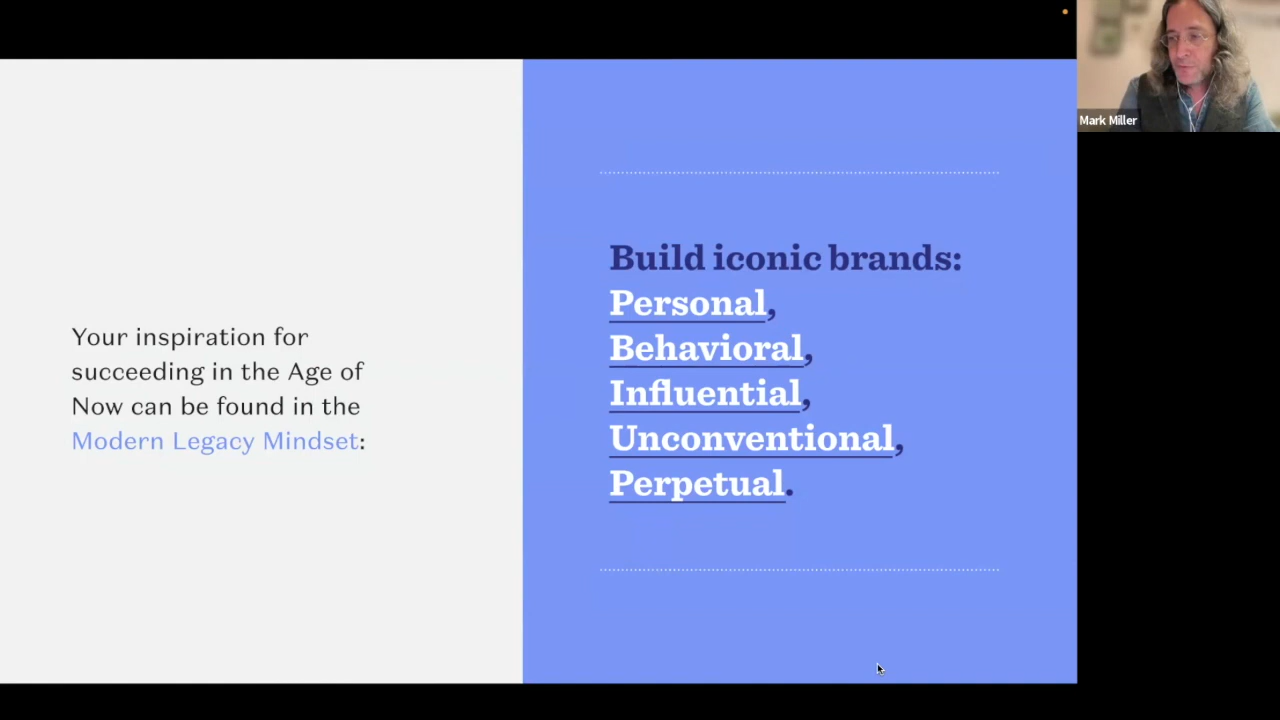 Your inspiration for
succeeding in the Age of
Now can be found in the
Modern Legacy Mindset:
Build iconic brands:
Personal,
Behavioral,
Influential,
Unconventional,
Perpetual.
Mark Miller